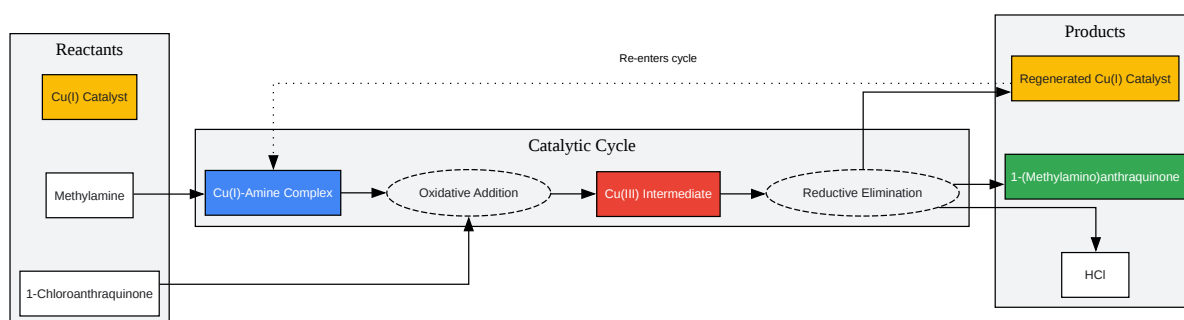 Reactants
Cu(I) Catalyst
Methylamine
1-Chloroanthraquinone
Re-enters cycle
Catalytic Cycle
Cu(I)-Amine Complex
Oxidative Addition
Cu(III) Intermediate
Reductive Elimination
Products
Regenerated Cu(I) Catalyst
1-(Methylamino)anthraquinone
HCl